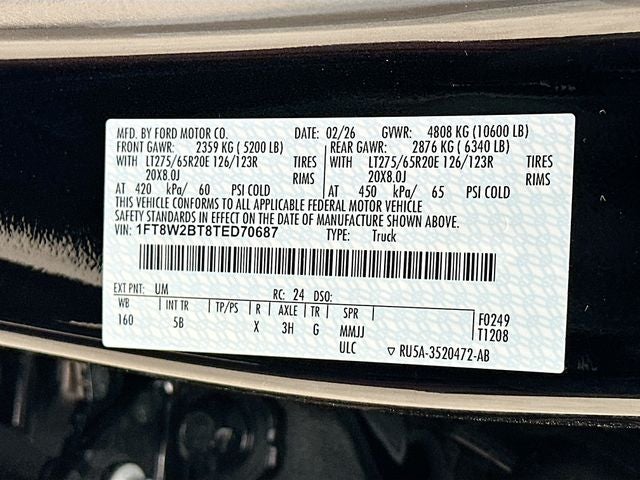 MFD. BY FORD MOTOR CO. DATE: 02/26 GVWR: 4808 KG (10600 LB)
FRONT GAWR: 2359 KG ( 5200 LB) REAR GAWR: 2876 KG ( 6340 LB)
WITH LT275/65R20E 126/123R TIRES WITH LT275/65R20E 126/123R TIRES
20X8.0J RIMS 20X8.0J RIMS
AT 420 kPa/ 60 PSI COLD AT 450 kPa/ 65 PSI COLD
THIS VEHICLE CONFORMS TO ALL APPLICABLE FEDERAL MOTOR VEHICLE
SAFETY STANDARDS IN EFFECT ON THE DATE OF MANUFACTURE SHOWN ABOVE.
VIN: 1FT8W2BT8TED70687 TYPE: Truck
EXT PNT: UM RC: 24 DSO:
WB INT TR TP/PS R AXLE TR SPR F0249
160 5B X 3H G MMJJ T1208
ULC ▽ RU5A-3520472-AB